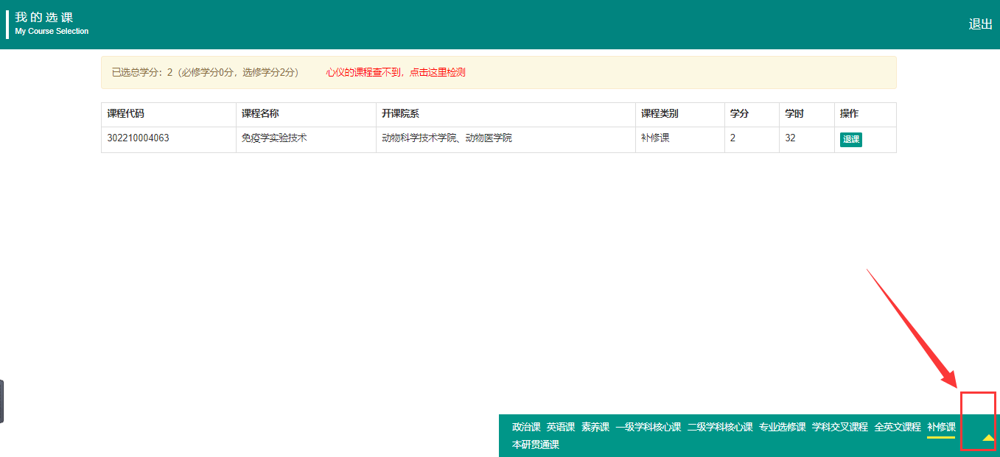 我的选课
My Course Selection
退出
已选总学分：2（必修学分0分，选修学分2分） 心仪的课程查不到，点击这里检测
课程代码 课程名称 开课院系 课程类别 学分 学时 操作
302210004063 免疫学实验技术 动物科学技术学院、动物医学院 补修课 2 32 退课
政治课 英语课 素养课 一级学科核心课 二级学科核心课 专业选修课 学科交叉课程 全英文课程 补修课
本研贯通课